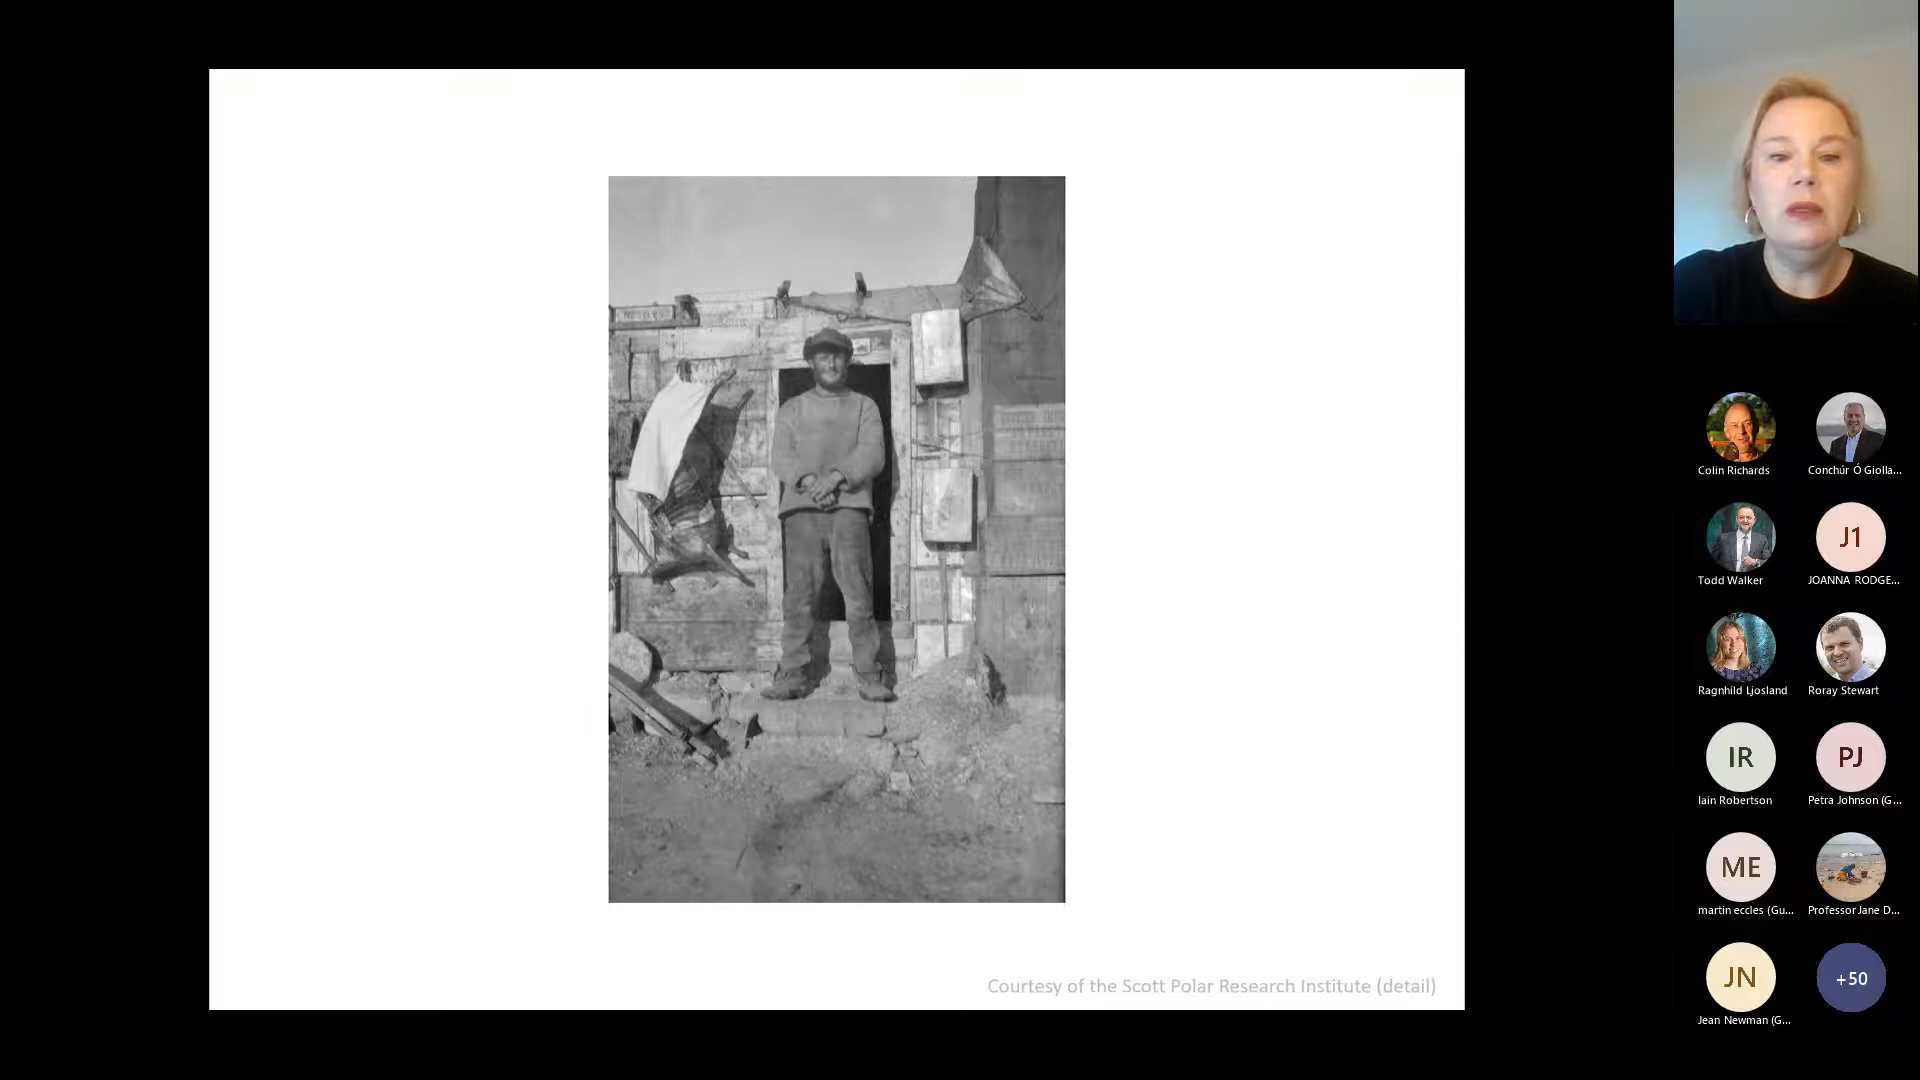 Courtesy of the Scott Polar Research Institute (detail)
Colin Richards
Conchúr Ó Giolla...
Todd Walker
J1
JOANNA RODGE...
Ragnhild Ljosland
Roray Stewart
IR
Iain Robertson
PJ
Petra Johnson (G...
ME
martin eccles (Gu...
Professor Jane D...
JN
Jean Newman (G...
+50